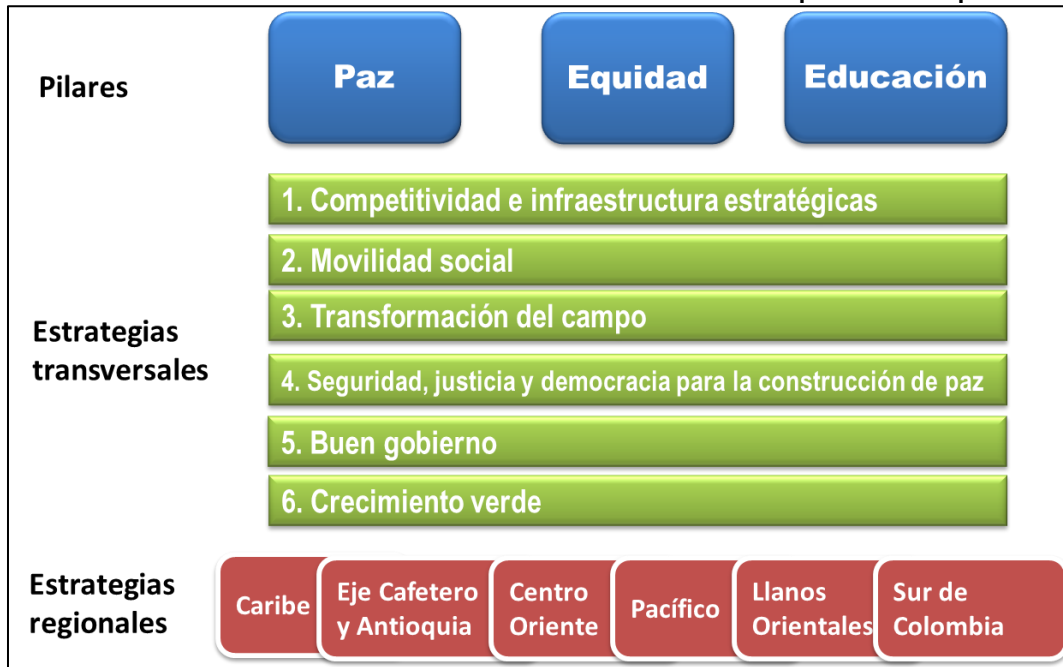 Pilares
Paz
Equidad
Educación
1. Competitividad e infraestructura estratégicas
2. Movilidad social
Estrategias
transversales
3. Transformación del campo
4. Seguridad, justicia y democracia para la construcción de paz
5. Buen gobierno
6. Crecimiento verde
Estrategias
regionales
Caribe
Eje Cafetero
y Antioquia
Centro
Oriente
Pacífico
Llanos
Orientales
Sur de
Colombia